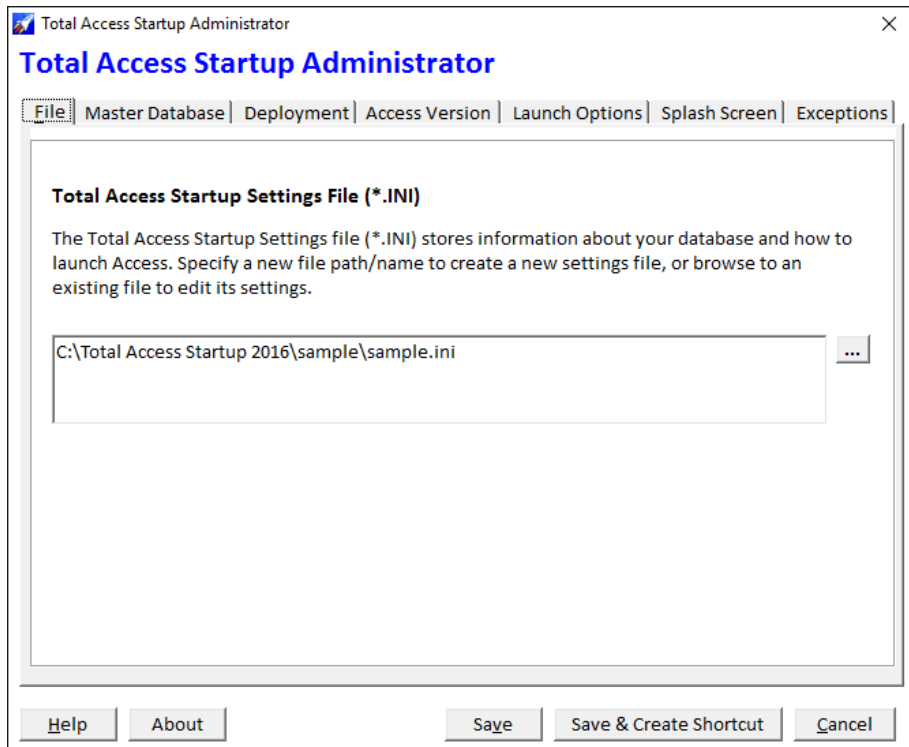 Total Access Startup Administrator
Total Access Startup Administrator
File Master Database Deployment Access Version Launch Options Splash Screen Exceptions
Total Access Startup Settings File (*.INI)
The Total Access Startup Settings file (*.INI) stores information about your database and how to
launch Access. Specify a new file path/name to create a new settings file, or browse to an
existing file to edit its settings.
C:\Total Access Startup 2016\sample\sample.ini
...
Help About Save Save & Create Shortcut Cancel